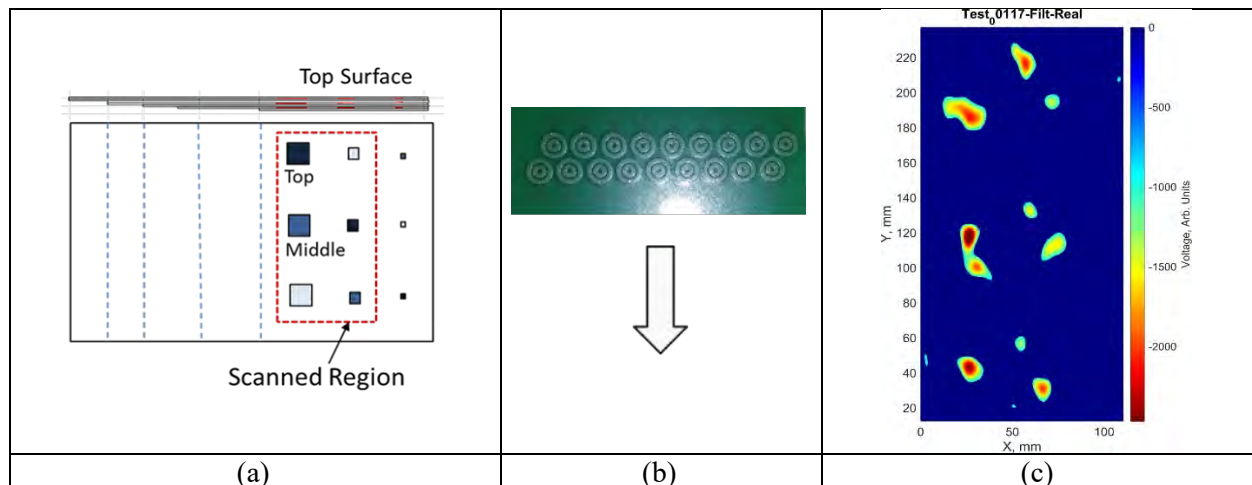 Top Surface
Top
Middle
Scanned Region
Test₀0117-Filt-Real
220
200
180
160
140
120
100
80
60
40
20
Y, mm
0
50
100
X, mm
0
-500
-1000
-1500
-2000
Voltage, Arb. Units
(a)
(b)
(c)